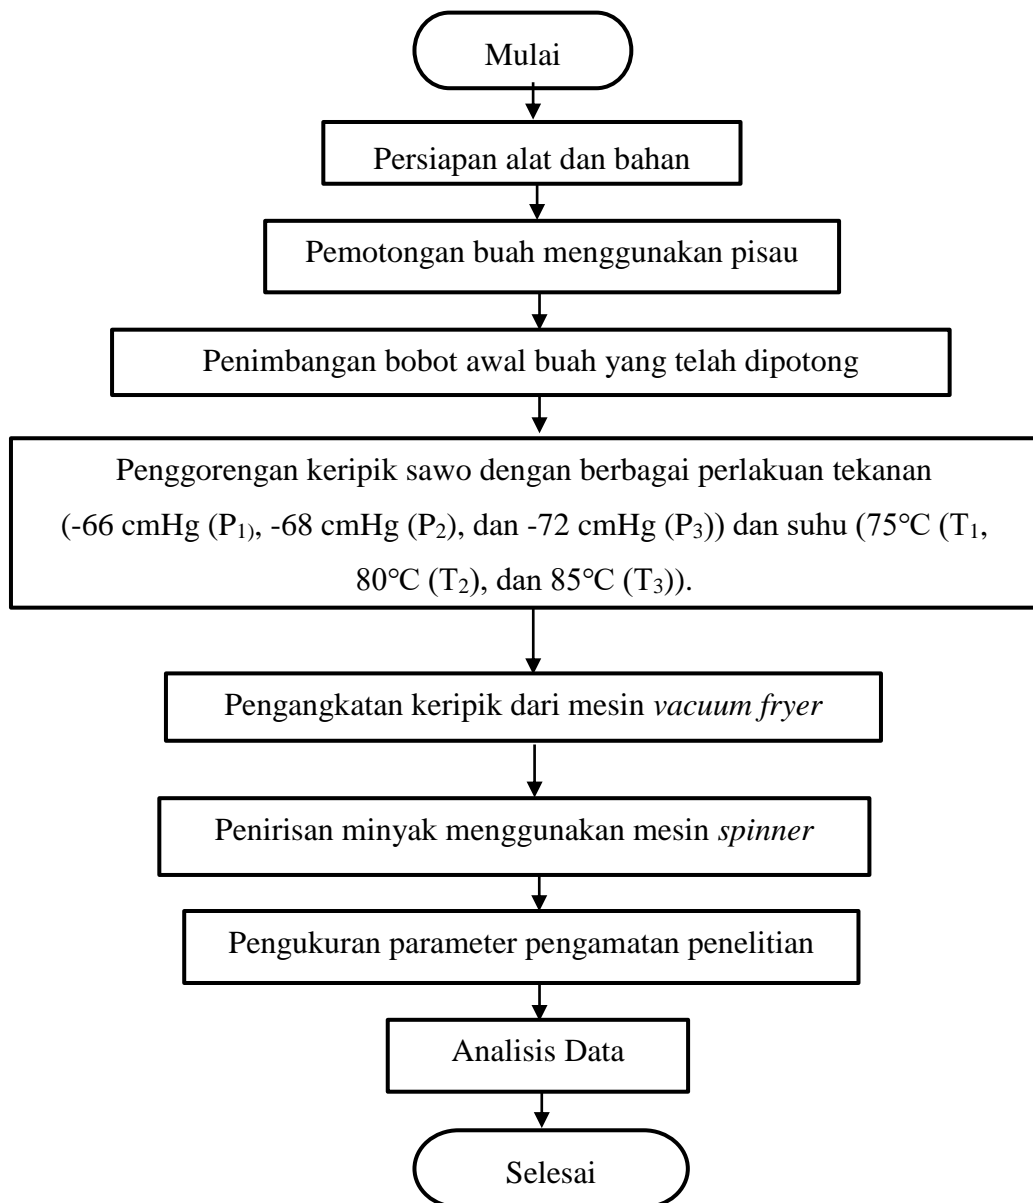 Mulai
Persiapan alat dan bahan
Pemotongan buah menggunakan pisau
Penimbangan bobot awal buah yang telah dipotong
Penggorengan keripik sawo dengan berbagai perlakuan tekanan
(-66 cmHg (P₁₎, -68 cmHg (P₂), dan -72 cmHg (P₃)) dan suhu (75°C (T₁,
80°C (T₂), dan 85°C (T₃)).
Pengangkatan keripik dari mesin vacuum fryer
Penirisan minyak menggunakan mesin spinner
Pengukuran parameter pengamatan penelitian
Analisis Data
Selesai